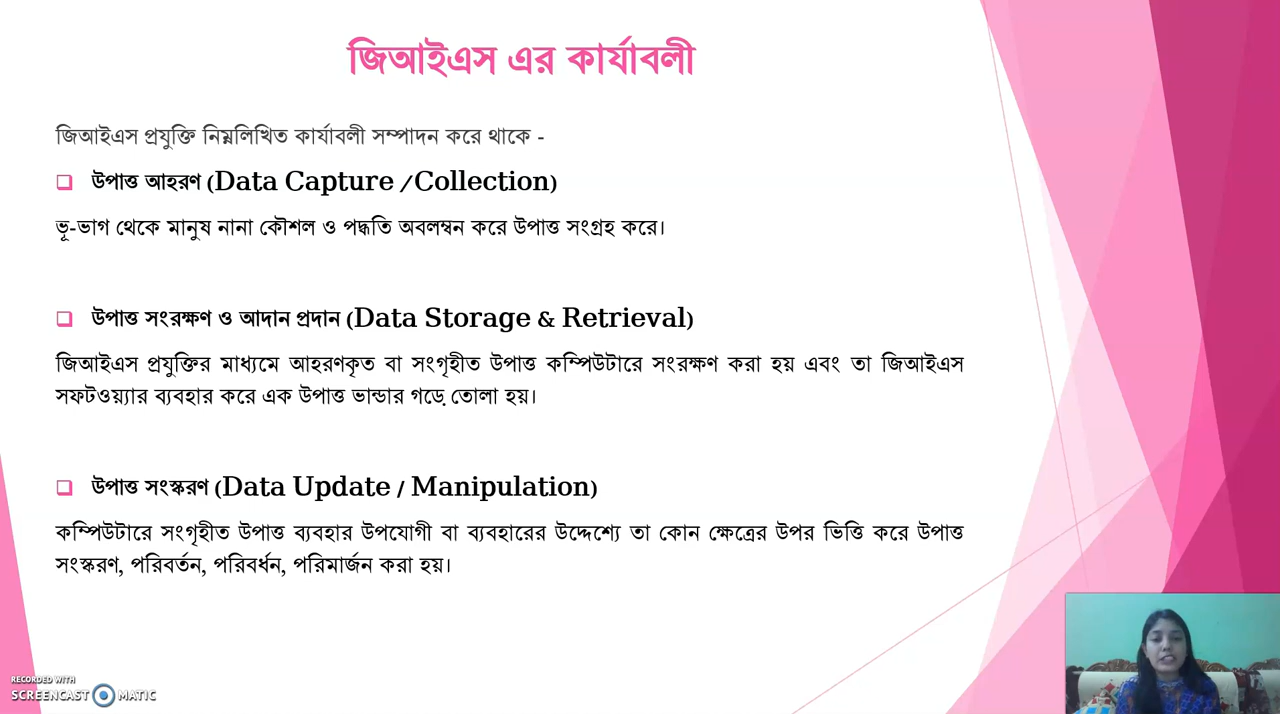 জিআইএস এর কার্যাবলী
জিআইএস প্রযুক্তি নিম্নলিখিত কার্যাবলী সম্পাদন করে থাকে -
উপাত্ত আহরণ (Data Capture /Collection)
ভূ-ভাগ থেকে মানুষ নানা কৌশল ও পদ্ধতি অবলম্বন করে উপাত্ত সংগ্রহ করে।
উপাত্ত সংরক্ষণ ও আদান প্রদান (Data Storage & Retrieval)
জিআইএস প্রযুক্তির মাধ্যমে আহরণকৃত বা সংগৃহীত উপাত্ত কম্পিউটারে সংরক্ষণ করা হয় এবং তা জিআইএস
সফটওয়্যার ব্যবহার করে এক উপাত্ত ভান্ডার গড়ে তোলা হয়।
উপাত্ত সংস্করণ (Data Update / Manipulation)
কম্পিউটারে সংগৃহীত উপাত্ত ব্যবহার উপযোগী বা ব্যবহারের উদ্দেশ্যে তা কোন ক্ষেত্রের উপর ভিত্তি করে উপাত্ত
সংস্করণ, পরিবর্তন, পরিবর্ধন, পরিমার্জন করা হয়।
RECORDED WITH
SCREENCAST MATIC